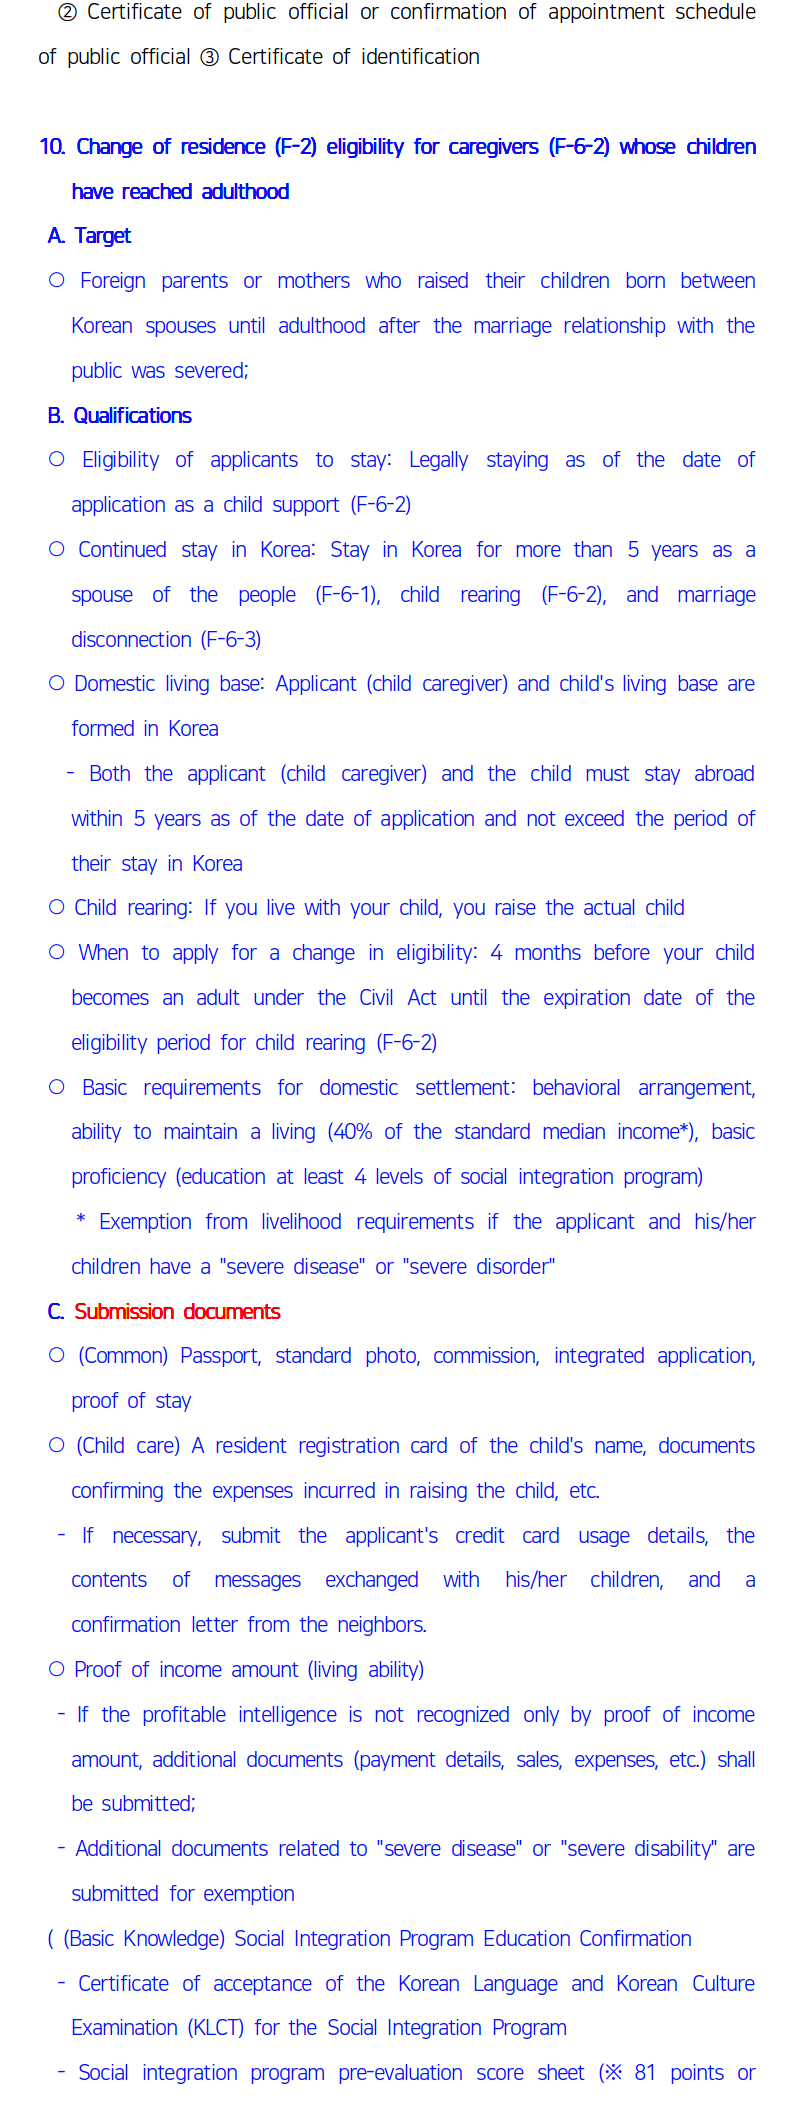 ② Certificate of public official or confirmation of appointment schedule
of public official ③ Certificate of identification
10. Change of residence (F-2) eligibility for caregivers (F-6-2) whose children
have reached adulthood
A. Target
○ Foreign parents or mothers who raised their children born between
Korean spouses until adulthood after the marriage relationship with the
public was severed;
B. Qualifications
○ Eligibility of applicants to stay: Legally staying as of the date of
application as a child support (F-6-2)
○ Continued stay in Korea: Stay in Korea for more than 5 years as a
spouse of the people (F-6-1), child rearing (F-6-2), and marriage
disconnection (F-6-3)
○ Domestic living base: Applicant (child caregiver) and child's living base are
formed in Korea
- Both the applicant (child caregiver) and the child must stay abroad
within 5 years as of the date of application and not exceed the period of
their stay in Korea
○ Child rearing: If you live with your child, you raise the actual child
○ When to apply for a change in eligibility: 4 months before your child
becomes an adult under the Civil Act until the expiration date of the
eligibility period for child rearing (F-6-2)
○ Basic requirements for domestic settlement: behavioral arrangement,
ability to maintain a living (40% of the standard median income*), basic
proficiency (education at least 4 levels of social integration program)
* Exemption from livelihood requirements if the applicant and his/her
children have a "severe disease" or "severe disorder"
C. Submission documents
○ (Common) Passport, standard photo, commission, integrated application,
proof of stay
○ (Child care) A resident registration card of the child's name, documents
confirming the expenses incurred in raising the child, etc.
- If necessary, submit the applicant's credit card usage details, the
contents of messages exchanged with his/her children, and a
confirmation letter from the neighbors.
○ Proof of income amount (living ability)
- If the profitable intelligence is not recognized only by proof of income
amount, additional documents (payment details, sales, expenses, etc.) shall
be submitted;
- Additional documents related to "severe disease" or "severe disability" are
submitted for exemption
( (Basic Knowledge) Social Integration Program Education Confirmation
- Certificate of acceptance of the Korean Language and Korean Culture
Examination (KLCT) for the Social Integration Program
- Social integration program pre-evaluation score sheet (※ 81 points or